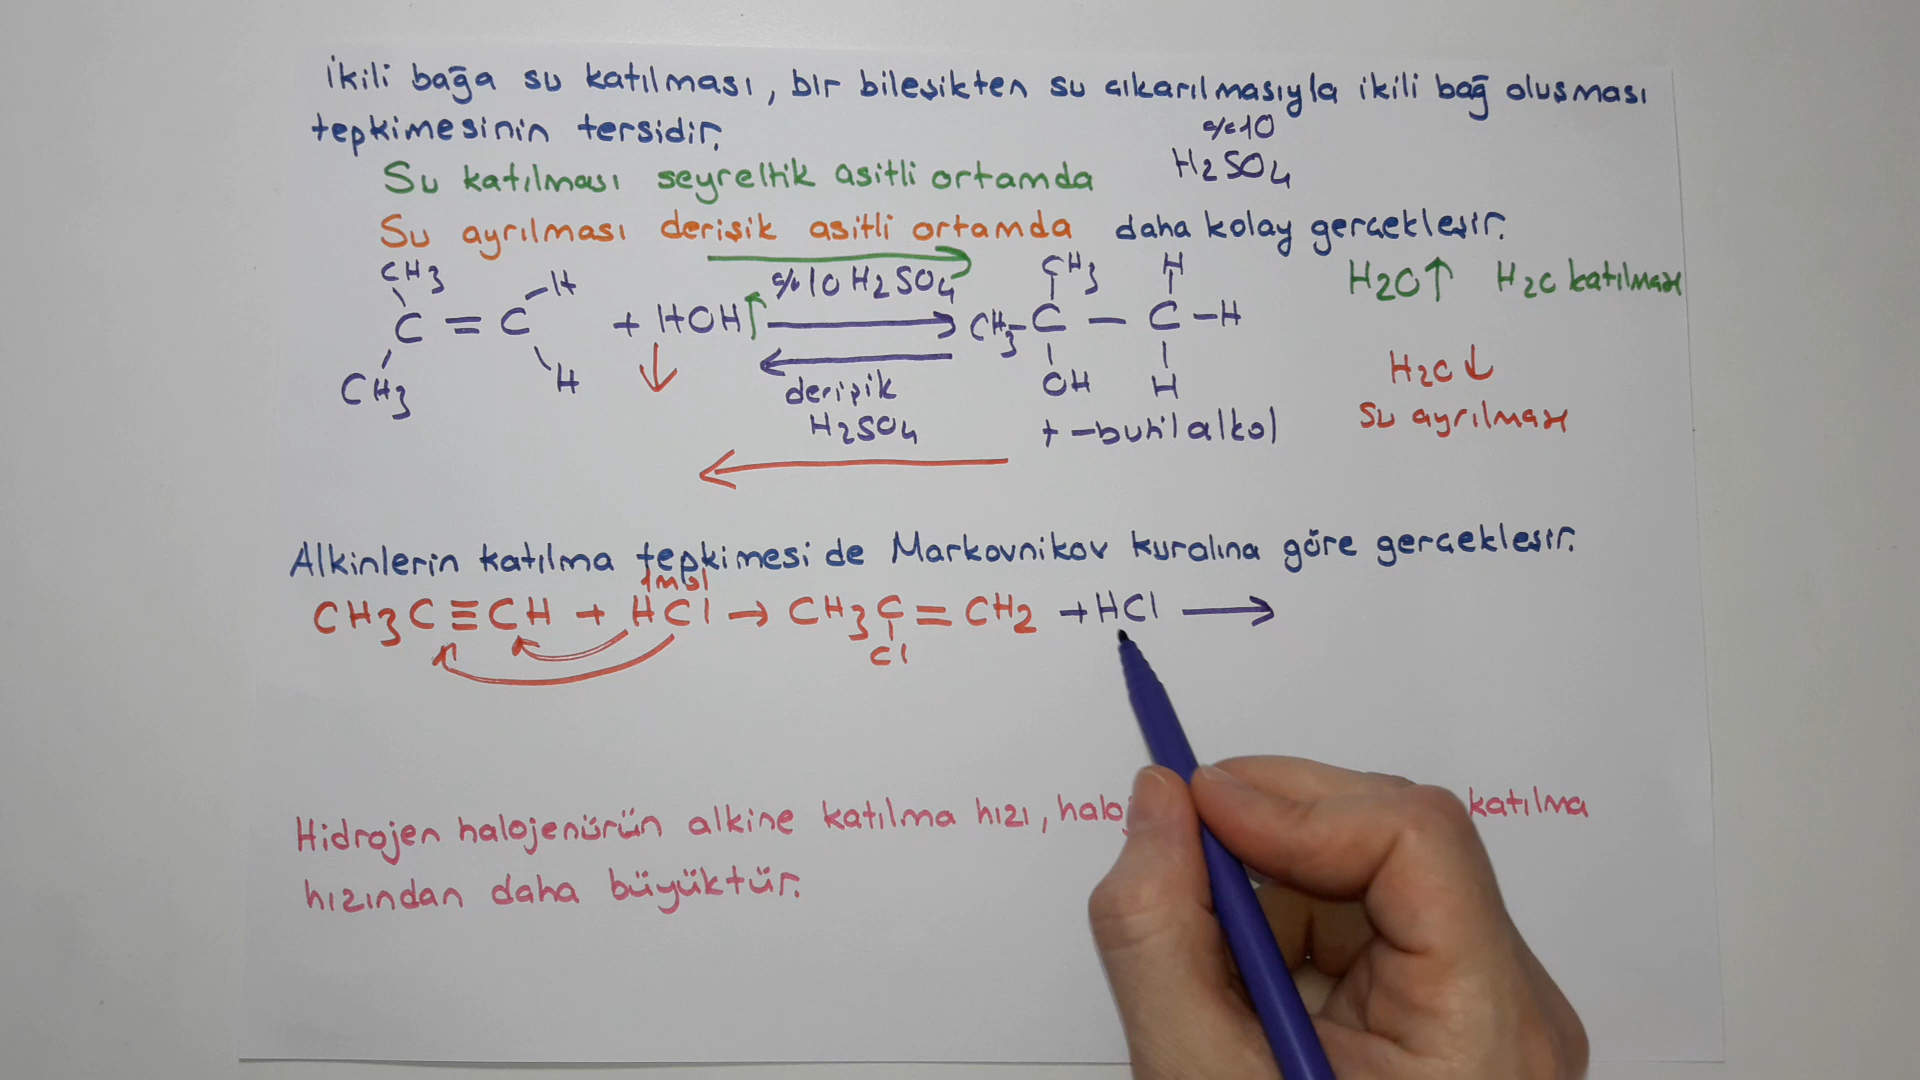 İkili bağa su katılması, bir bileşikten su çıkarılmasıyla ikili bağ oluşması
tepkimesinin tersidir.
%10
H2SO4
Su katılması seyreltik asitli ortamda
Su ayrılması derişik asitli ortamda daha kolay gerçekleşir.
CH3 H %10 H2SO4 CH3 H H2O↑ H2O katılması
C = C + HOH↑ ⟶ CH3 – C — C – H
CH3 H ↓ ⟵ derişik OH H H2O↓
H2SO4 t-bütil alkol su ayrılması
Alkinlerin katılma tepkimesi de Markovnikov kuralına göre gerçekleşir.
1mol
CH3C≡CH + HCl → CH3C=CH2 + HCl ⟶
Cl
Hidrojen halojenürün alkine katılma hızı, katılma
hızından daha büyüktür.